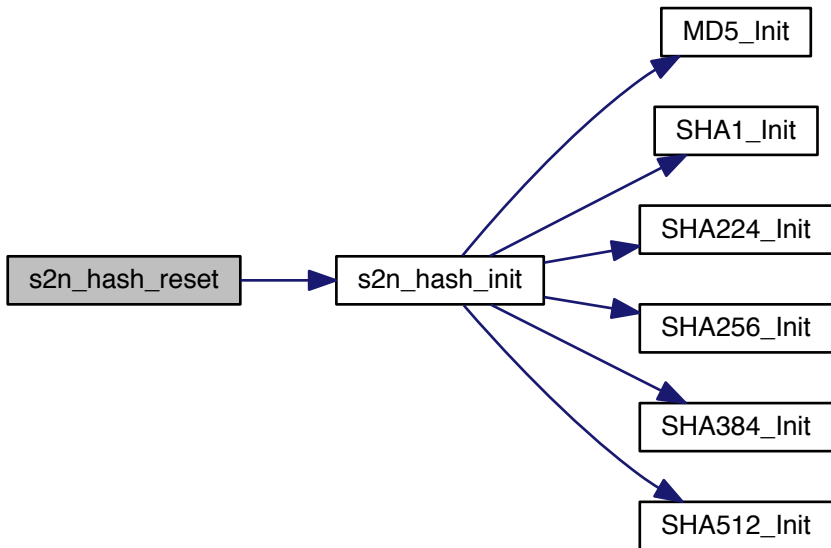 MD5_Init
SHA1_Init
SHA224_Init
s2n_hash_reset
s2n_hash_init
SHA256_Init
SHA384_Init
SHA512_Init